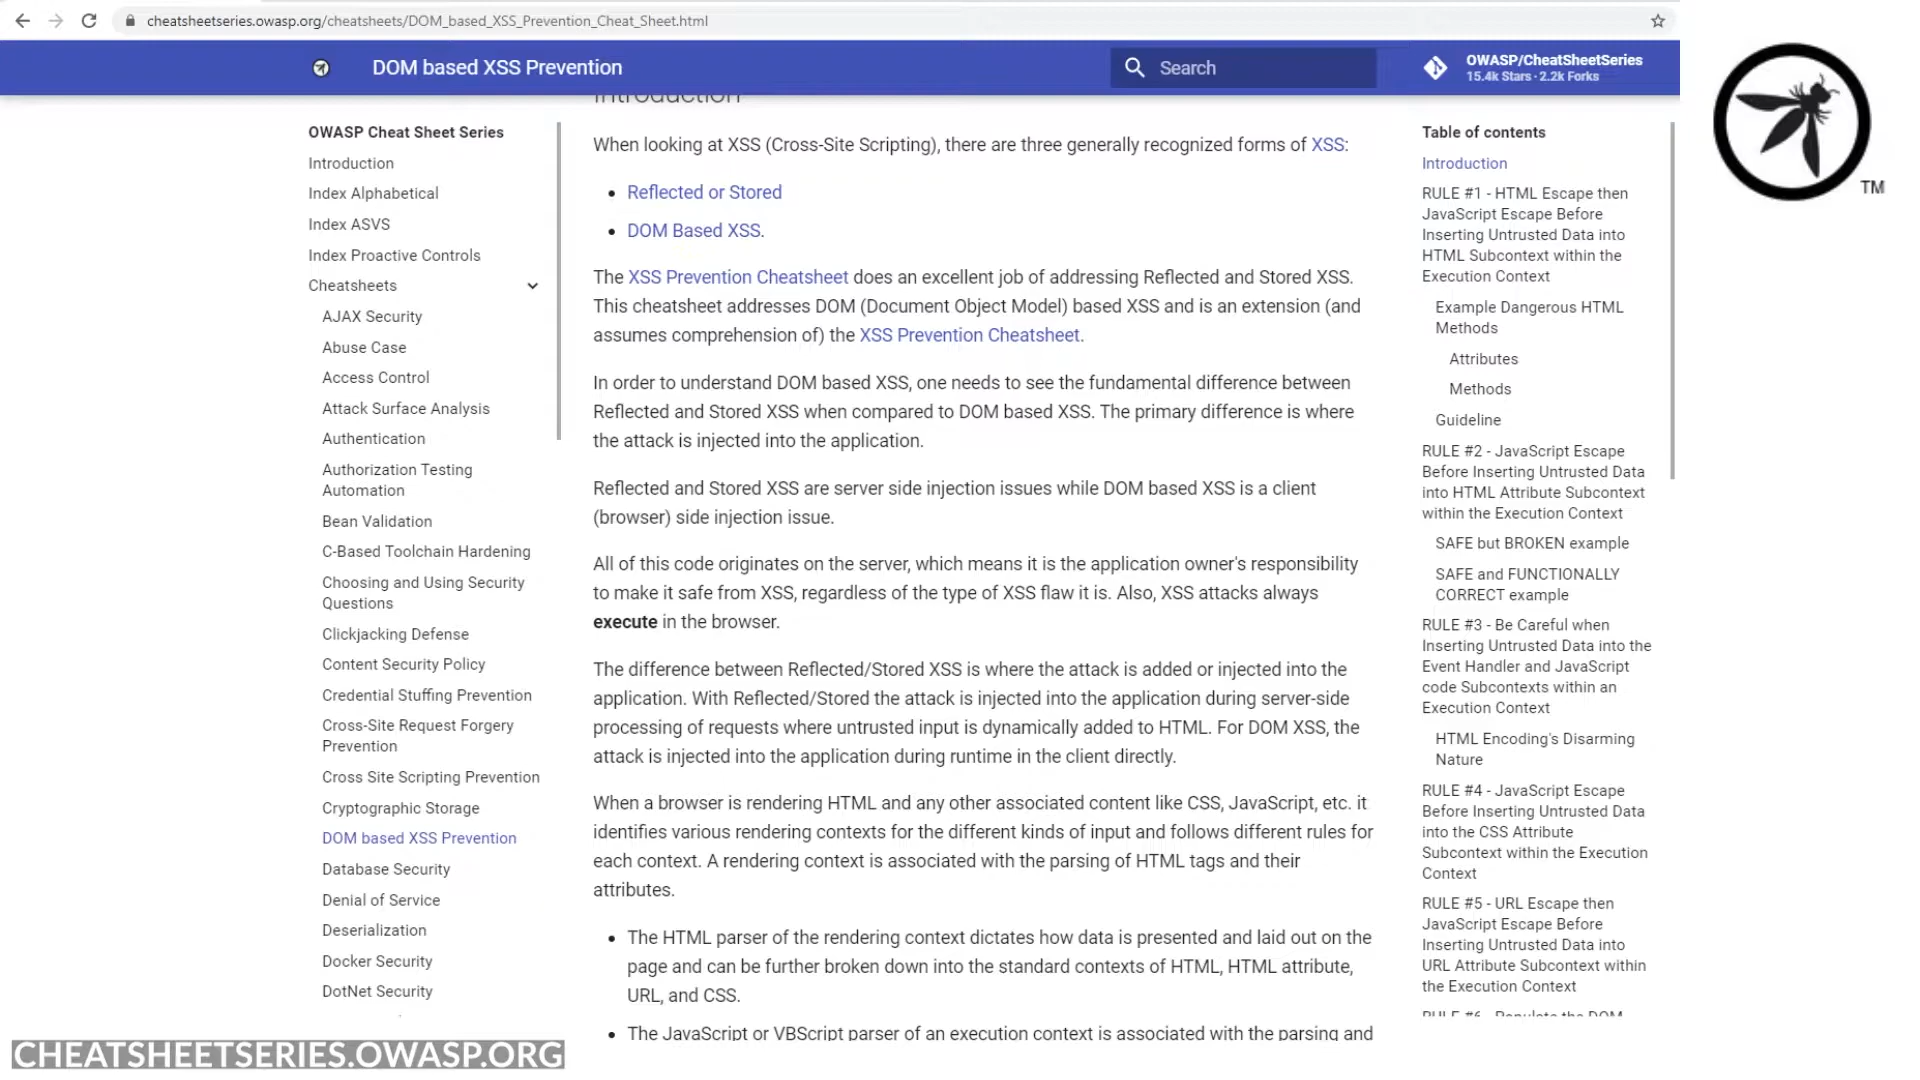 cheatsheetseries.owasp.org/cheatsheets/DOM_based_XSS_Prevention_Cheat_Sheet.html
DOM based XSS Prevention
Search
OWASP/CheatSheetSeries
15.4k Stars · 2.2k Forks
TM
OWASP Cheat Sheet Series
Introduction
Index Alphabetical
Index ASVS
Index Proactive Controls
Cheatsheets
AJAX Security
Abuse Case
Access Control
Attack Surface Analysis
Authentication
Authorization Testing
Automation
Bean Validation
C-Based Toolchain Hardening
Choosing and Using Security
Questions
Clickjacking Defense
Content Security Policy
Credential Stuffing Prevention
Cross-Site Request Forgery
Prevention
Cross Site Scripting Prevention
Cryptographic Storage
DOM based XSS Prevention
Database Security
Denial of Service
Deserialization
Docker Security
DotNet Security
Introduction
When looking at XSS (Cross-Site Scripting), there are three generally recognized forms of XSS:
• Reflected or Stored
• DOM Based XSS.
The XSS Prevention Cheatsheet does an excellent job of addressing Reflected and Stored XSS.
This cheatsheet addresses DOM (Document Object Model) based XSS and is an extension (and
assumes comprehension of) the XSS Prevention Cheatsheet.
In order to understand DOM based XSS, one needs to see the fundamental difference between
Reflected and Stored XSS when compared to DOM based XSS. The primary difference is where
the attack is injected into the application.
Reflected and Stored XSS are server side injection issues while DOM based XSS is a client
(browser) side injection issue.
All of this code originates on the server, which means it is the application owner's responsibility
to make it safe from XSS, regardless of the type of XSS flaw it is. Also, XSS attacks always
execute in the browser.
The difference between Reflected/Stored XSS is where the attack is added or injected into the
application. With Reflected/Stored the attack is injected into the application during server-side
processing of requests where untrusted input is dynamically added to HTML. For DOM XSS, the
attack is injected into the application during runtime in the client directly.
When a browser is rendering HTML and any other associated content like CSS, JavaScript, etc. it
identifies various rendering contexts for the different kinds of input and follows different rules for
each context. A rendering context is associated with the parsing of HTML tags and their
attributes.
• The HTML parser of the rendering context dictates how data is presented and laid out on the
page and can be further broken down into the standard contexts of HTML, HTML attribute,
URL, and CSS.
• The JavaScript or VBScript parser of an execution context is associated with the parsing and
Table of contents
Introduction
RULE #1 - HTML Escape then
JavaScript Escape Before
Inserting Untrusted Data into
HTML Subcontext within the
Execution Context
Example Dangerous HTML
Methods
Attributes
Methods
Guideline
RULE #2 - JavaScript Escape
Before Inserting Untrusted Data
into HTML Attribute Subcontext
within the Execution Context
SAFE but BROKEN example
SAFE and FUNCTIONALLY
CORRECT example
RULE #3 - Be Careful when
Inserting Untrusted Data into the
Event Handler and JavaScript
code Subcontexts within an
Execution Context
HTML Encoding's Disarming
Nature
RULE #4 - JavaScript Escape
Before Inserting Untrusted Data
into the CSS Attribute
Subcontext within the Execution
Context
RULE #5 - URL Escape then
JavaScript Escape Before
Inserting Untrusted Data into
URL Attribute Subcontext within
the Execution Context
RULE #6 - Populate the DOM
CHEATSHEETSERIES.OWASP.ORG